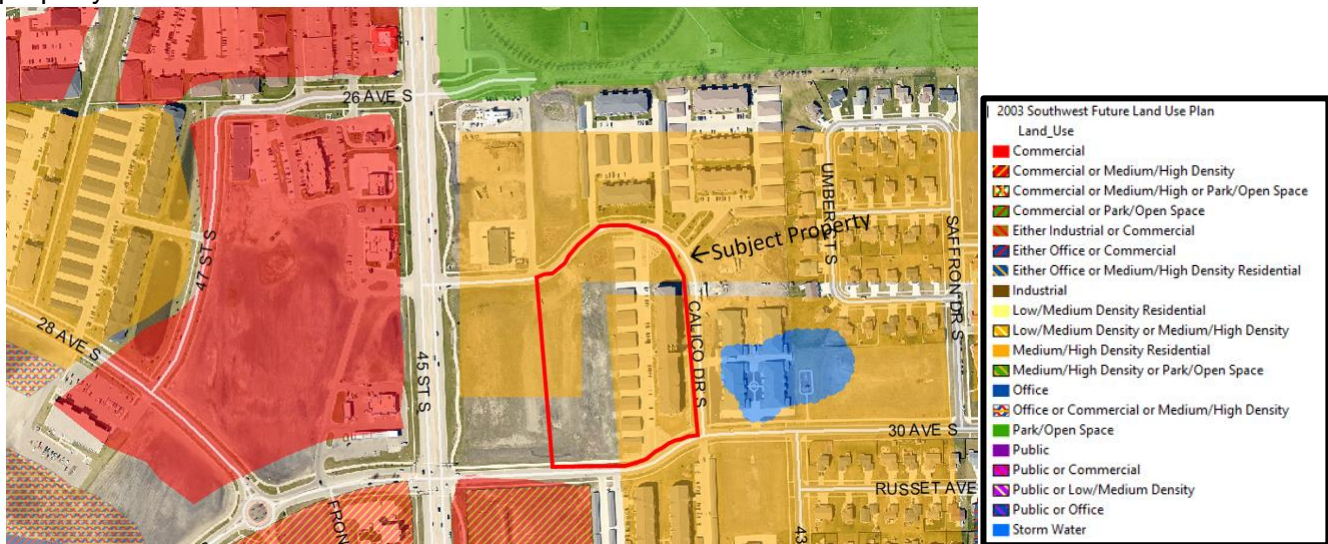 26 AVE S
47 ST S
28 AVE S
45 ST S
←Subject Property
UMBER ST S
SAFFRON DR S
CALICO DR S
30 AVE S
RUSSET AVE
FRON
43
2003 Southwest Future Land Use Plan
Land_Use
Commercial
Commercial or Medium/High Density
Commercial or Medium/High or Park/Open Space
Commercial or Park/Open Space
Either Industrial or Commercial
Either Office or Commercial
Either Office or Medium/High Density Residential
Industrial
Low/Medium Density Residential
Low/Medium Density or Medium/High Density
Medium/High Density Residential
Medium/High Density or Park/Open Space
Office
Office or Commercial or Medium/High Density
Park/Open Space
Public
Public or Commercial
Public or Low/Medium Density
Public or Office
Storm Water